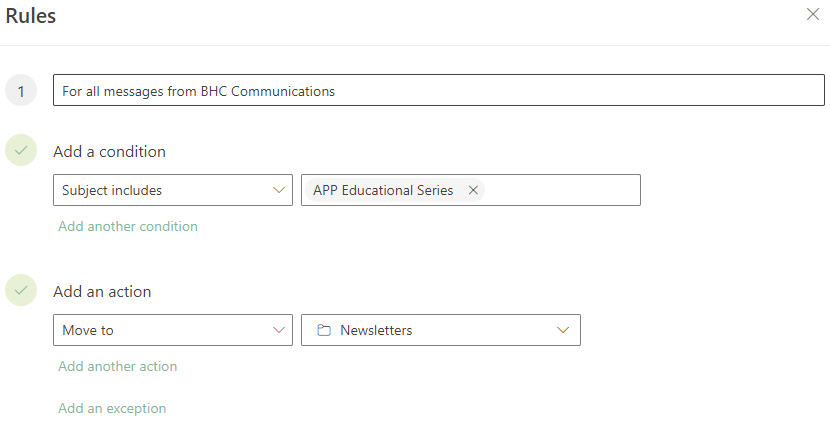 Rules
1
For all messages from BHC Communications
Add a condition
Subject includes
APP Educational Series
Add another condition
Add an action
Move to
Newsletters
Add another action
Add an exception